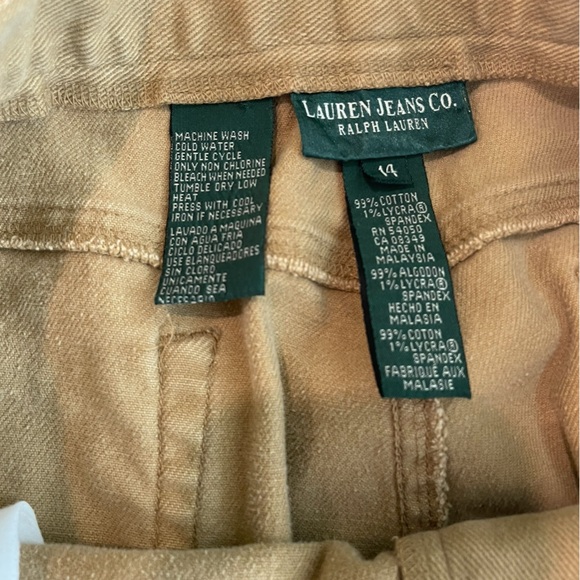 MACHINE WASH
COLD WATER
GENTLE CYCLE
ONLY NON CHLORINE
BLEACH WHEN NEEDED
TUMBLE DRY LOW
HEAT
PRESS WITH COOL
IRON IF NECESSARY
LAVADO A MAQUINA
CON AGUA FRIA
CICLO DELICADO
USE BLANQUEADORES
SIN CLORO
UNICAMENTE
CUANDO SEA
NECESARIO
LAUREN JEANS CO.
RALPH LAUREN
14
99% COTTON
1% LYCRA®
SPANDEX
RN 54050
CA 08349
MADE IN
MALAYSIA
99% ALGODON
1% LYCRA®
SPANDEX
HECHO EN
MALASIA
99% COTON
1% LYCRA®
SPANDEX
FABRIQUÉ AUX
MALASIE